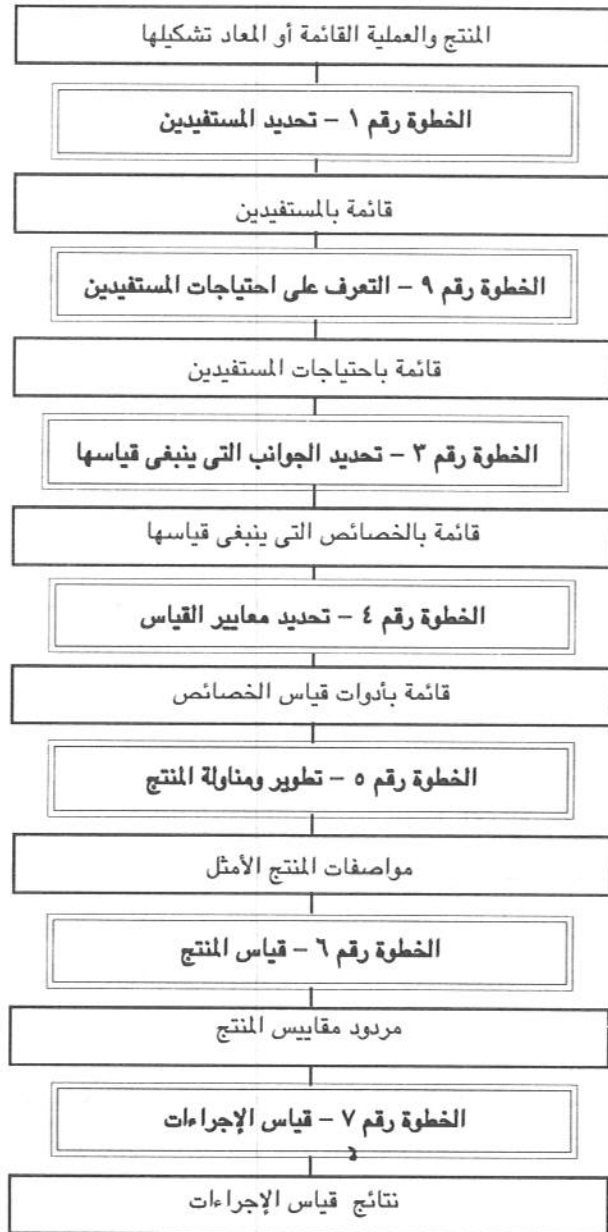 المنتج والعملية القائمة أو المعاد تشكيلها
الخطوة رقم ١ – تحديد المستفيدين
قائمة بالمستفيدين
الخطوة رقم ٩ – التعرف على احتياجات المستفيدين
قائمة باحتياجات المستفيدين
الخطوة رقم ٣ – تحديد الجوانب التى ينبغى قياسها
قائمة بالخصائص التى ينبغى قياسها
الخطوة رقم ٤ – تحديد معايير القياس
قائمة بأدوات قياس الخصائص
الخطوة رقم ٥ – تطوير ومناولة المنتج
مواصفات المنتج الأمثل
الخطوة رقم ٦ – قياس المنتج
مردود مقاييس المنتج
الخطوة رقم ٧ – قياس الإجراءات
نتائج قياس الإجراءات